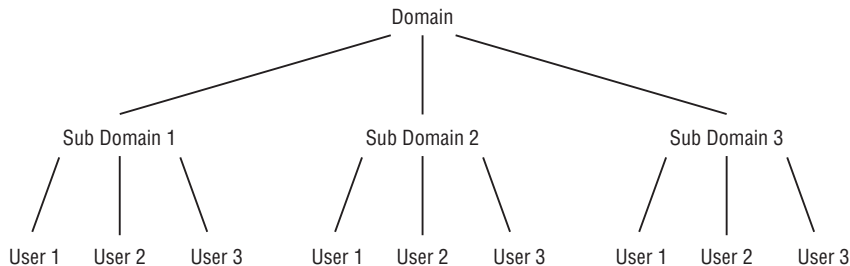 Domain
Sub Domain 1 Sub Domain 2 Sub Domain 3
User 1 User 2 User 3 User 1 User 2 User 3 User 1 User 2 User 3